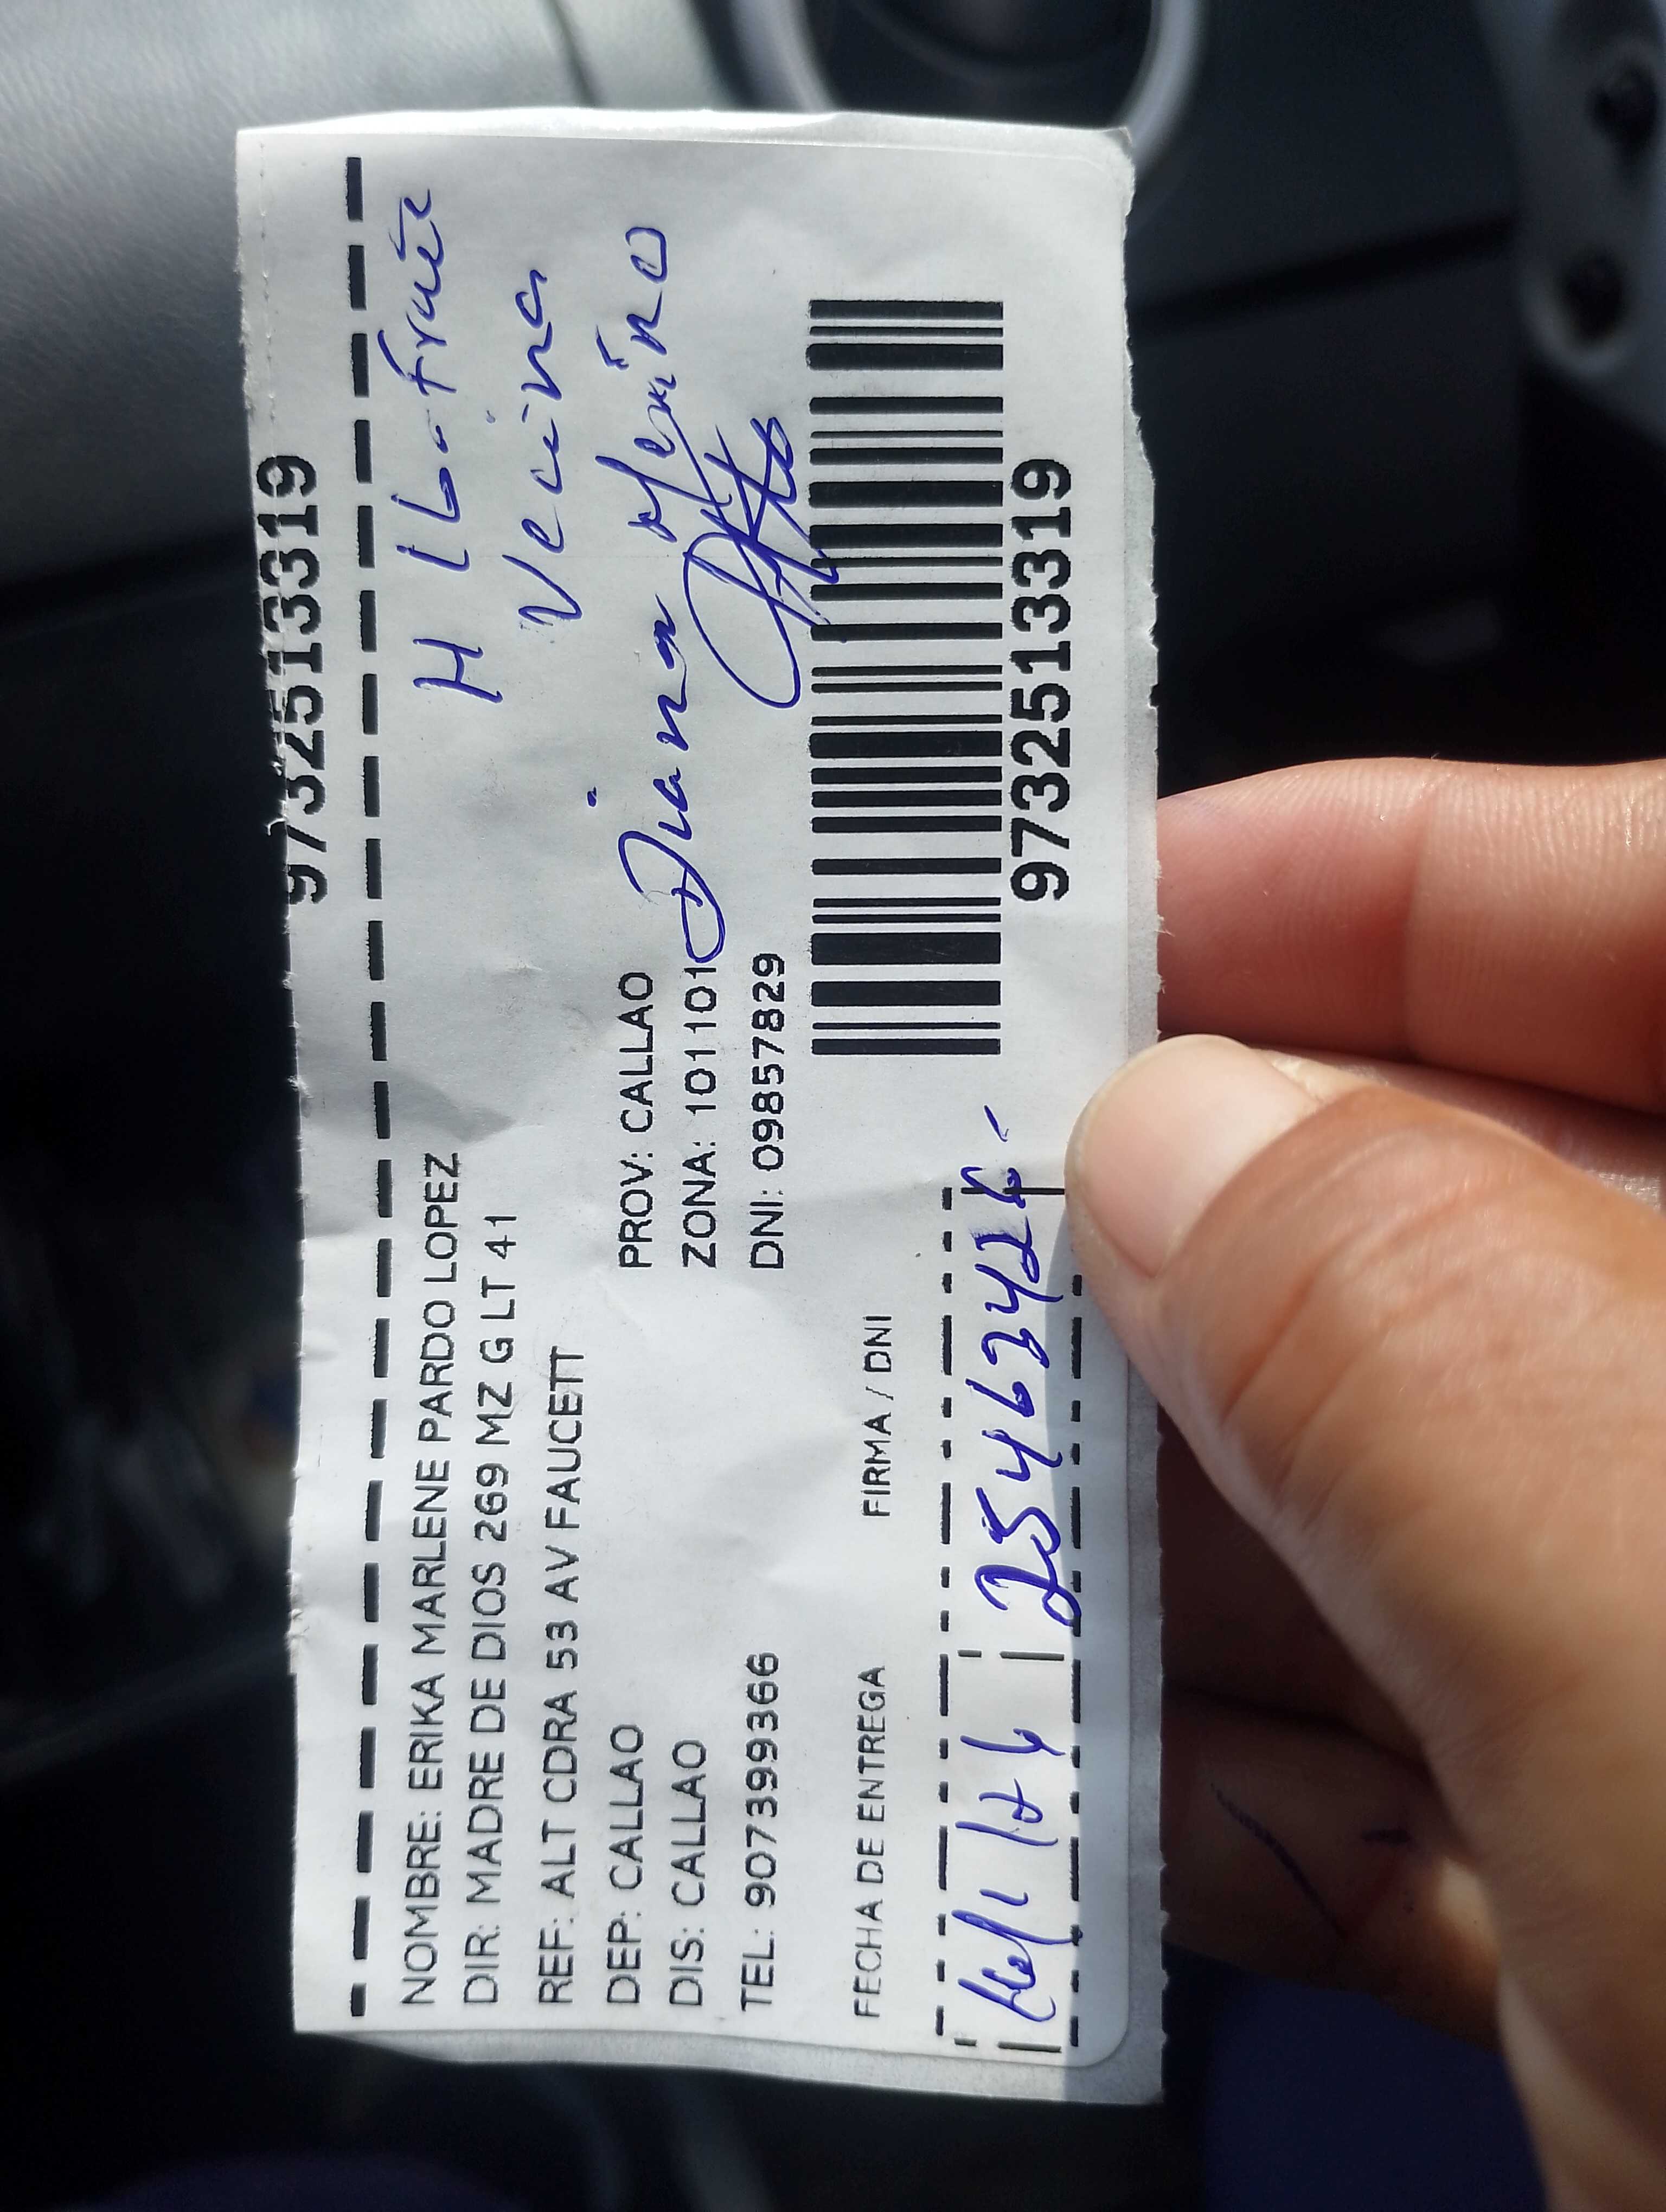 9732513319
NOMBRE: ERIKA MARLENE PARDO LOPEZ
DIR: MADRE DE DIOS 269 MZ G LT 41
REF: ALT CDRA 53 AV FAUCETT
DEP: CALLAO PROV: CALLAO
DIS: CALLAO ZONA: 101101
TEL: 907399366 DNI: 09857829
H
Vecina
Diana Merino
9732513319
FECHA DE ENTREGA FIRMA / DNI